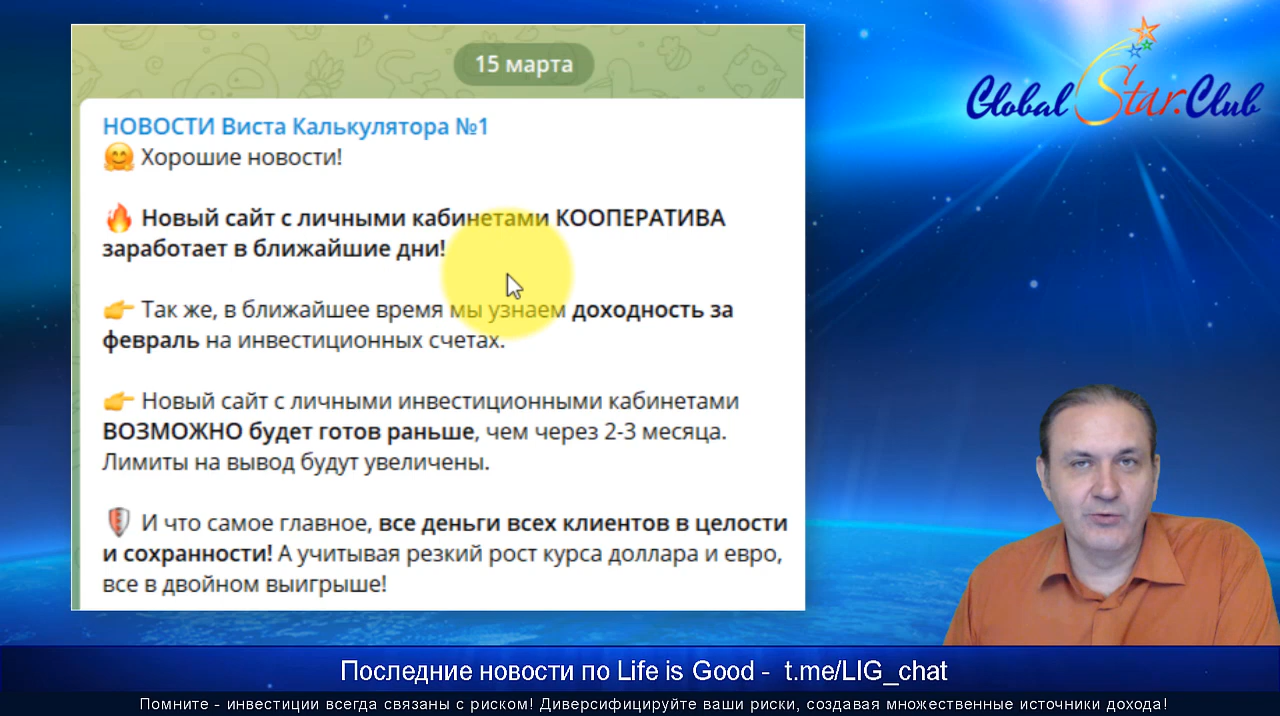 15 марта
Global Star.Club
НОВОСТИ Виста Калькулятора №1
🤗 Хорошие новости!
🔥 Новый сайт с личными кабинетами КООПЕРАТИВА
заработает в ближайшие дни!
👉 Так же, в ближайшее время мы узнаем доходность за
февраль на инвестиционных счетах.
👉 Новый сайт с личными инвестиционными кабинетами
ВОЗМОЖНО будет готов раньше, чем через 2-3 месяца.
Лимиты на вывод будут увеличены.
🛡 И что самое главное, все деньги всех клиентов в целости
и сохранности! А учитывая резкий рост курса доллара и евро,
все в двойном выигрыше!
Последние новости по Life is Good - t.me/LIG_chat
Помните - инвестиции всегда связаны с риском! Диверсифицируйте ваши риски, создавая множественные источники дохода!